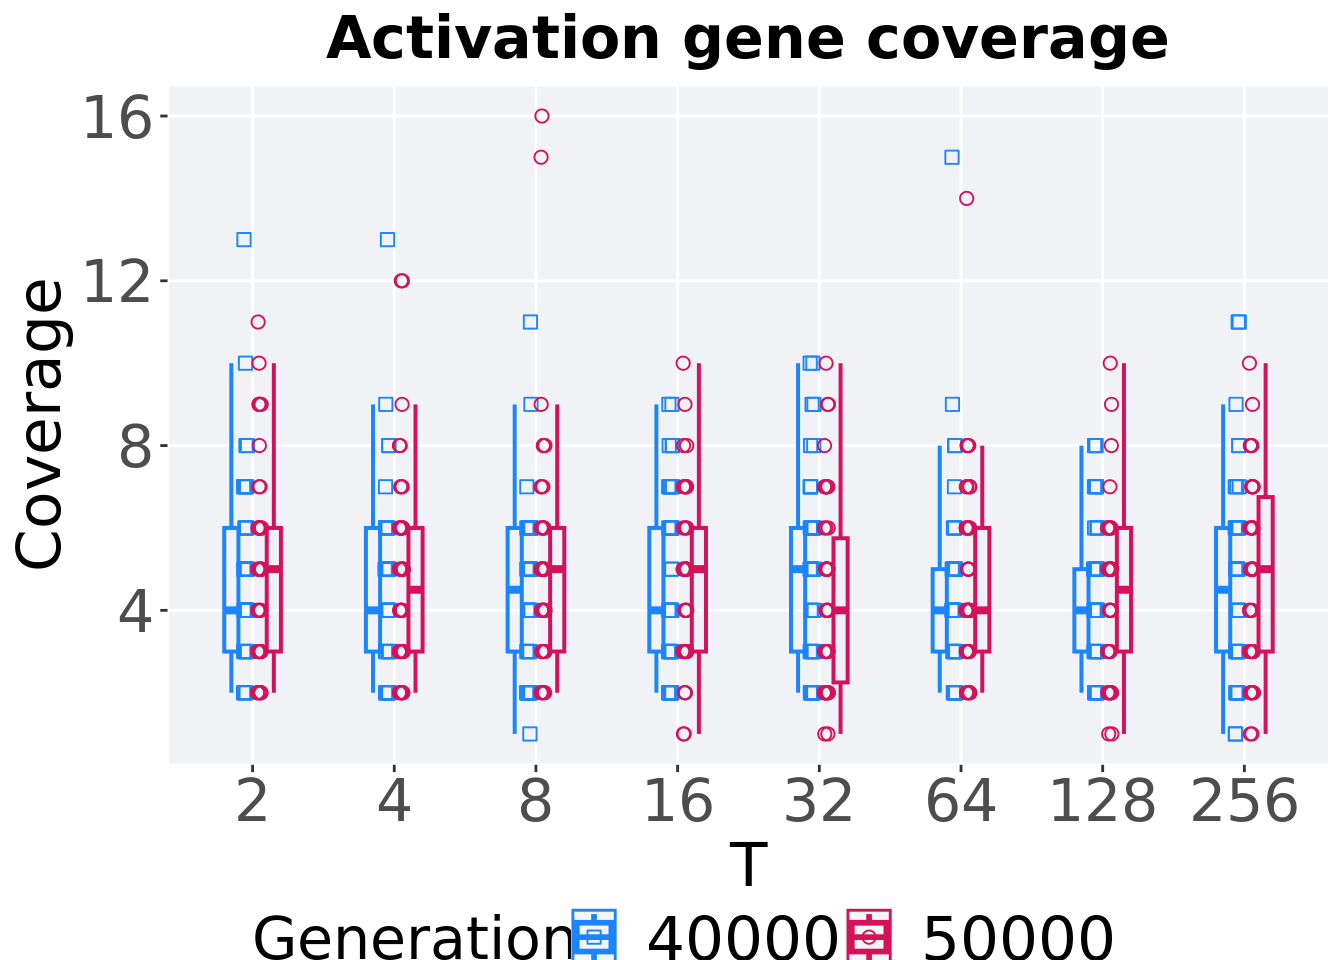 Activation gene coverage
Coverage
16
12
8
4
2 4 8 16 32 64 128 256
T
Generation 40000 50000